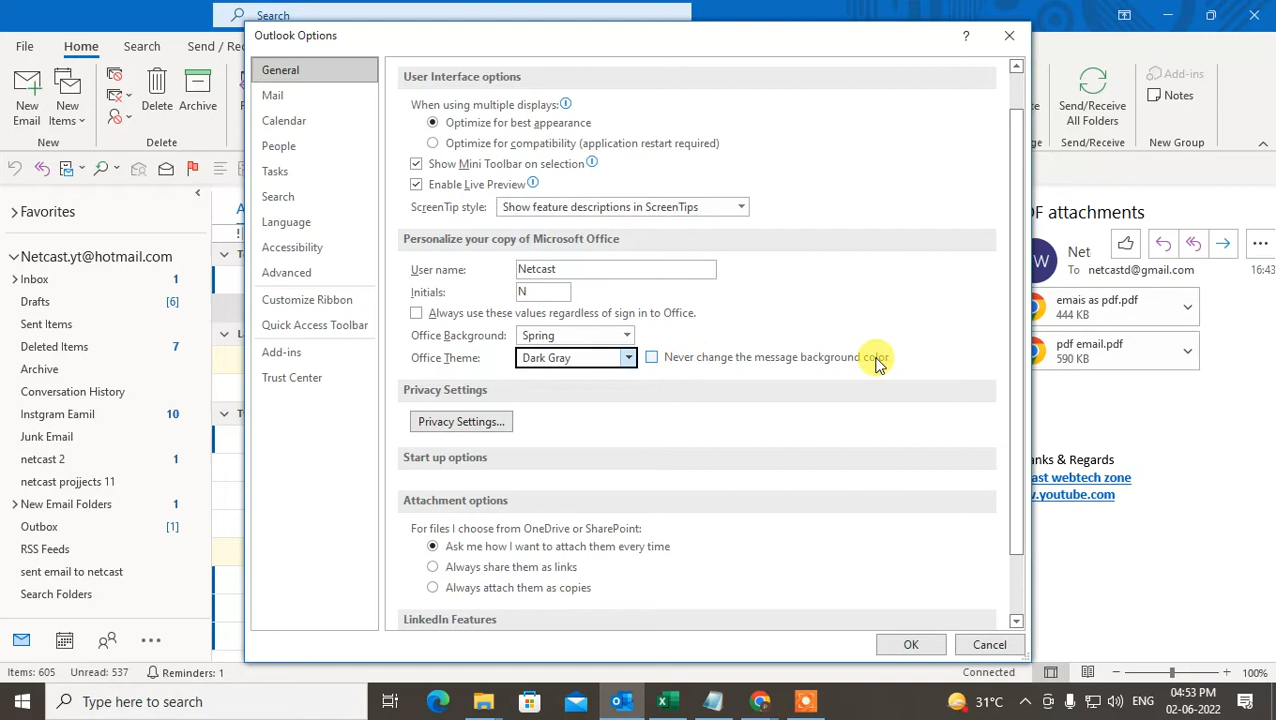 Search
Outlook Options
?
File
Home
Search
Send / Rec
New
Email
New
Items
Delete
Archive
New
Delete
Send/Receive
All Folders
Send/Receive
Add-ins
Notes
New Group
Favorites
Netcast.yt@hotmail.com
Inbox 1
Drafts [6]
Sent Items
Deleted Items 1
Archive
Conversation History
Instgram Eamil 10
Junk Email
netcast 2 1
netcast projjects 11
New Email Folders 1
Outbox [1]
RSS Feeds
sent email to netcast
Search Folders
General
Mail
Calendar
People
Tasks
Search
Language
Accessibility
Advanced
Customize Ribbon
Quick Access Toolbar
Add-ins
Trust Center
User Interface options
When using multiple displays:
Optimize for best appearance
Optimize for compatibility (application restart required)
Show Mini Toolbar on selection
Enable Live Preview
ScreenTip style: Show feature descriptions in ScreenTips
Personalize your copy of Microsoft Office
User name: Netcast
Initials: N
Always use these values regardless of sign in to Office.
Office Background: Spring
Office Theme: Dark Gray Never change the message background color
Privacy Settings
Privacy Settings...
Start up options
Attachment options
For files I choose from OneDrive or SharePoint:
Ask me how I want to attach them every time
Always share them as links
Always attach them as copies
LinkedIn Features
OK
Cancel
F attachments
W
Net
To netcastd@gmail.com
16:43
emais as pdf.pdf
444 KB
pdf email.pdf
590 KB
anks & Regards
ast webtech zone
w.youtube.com
Items: 605 Unread: 537 Reminders: 1
Connected
100%
Type here to search
31°C
ENG
04:53 PM
02-06-2022